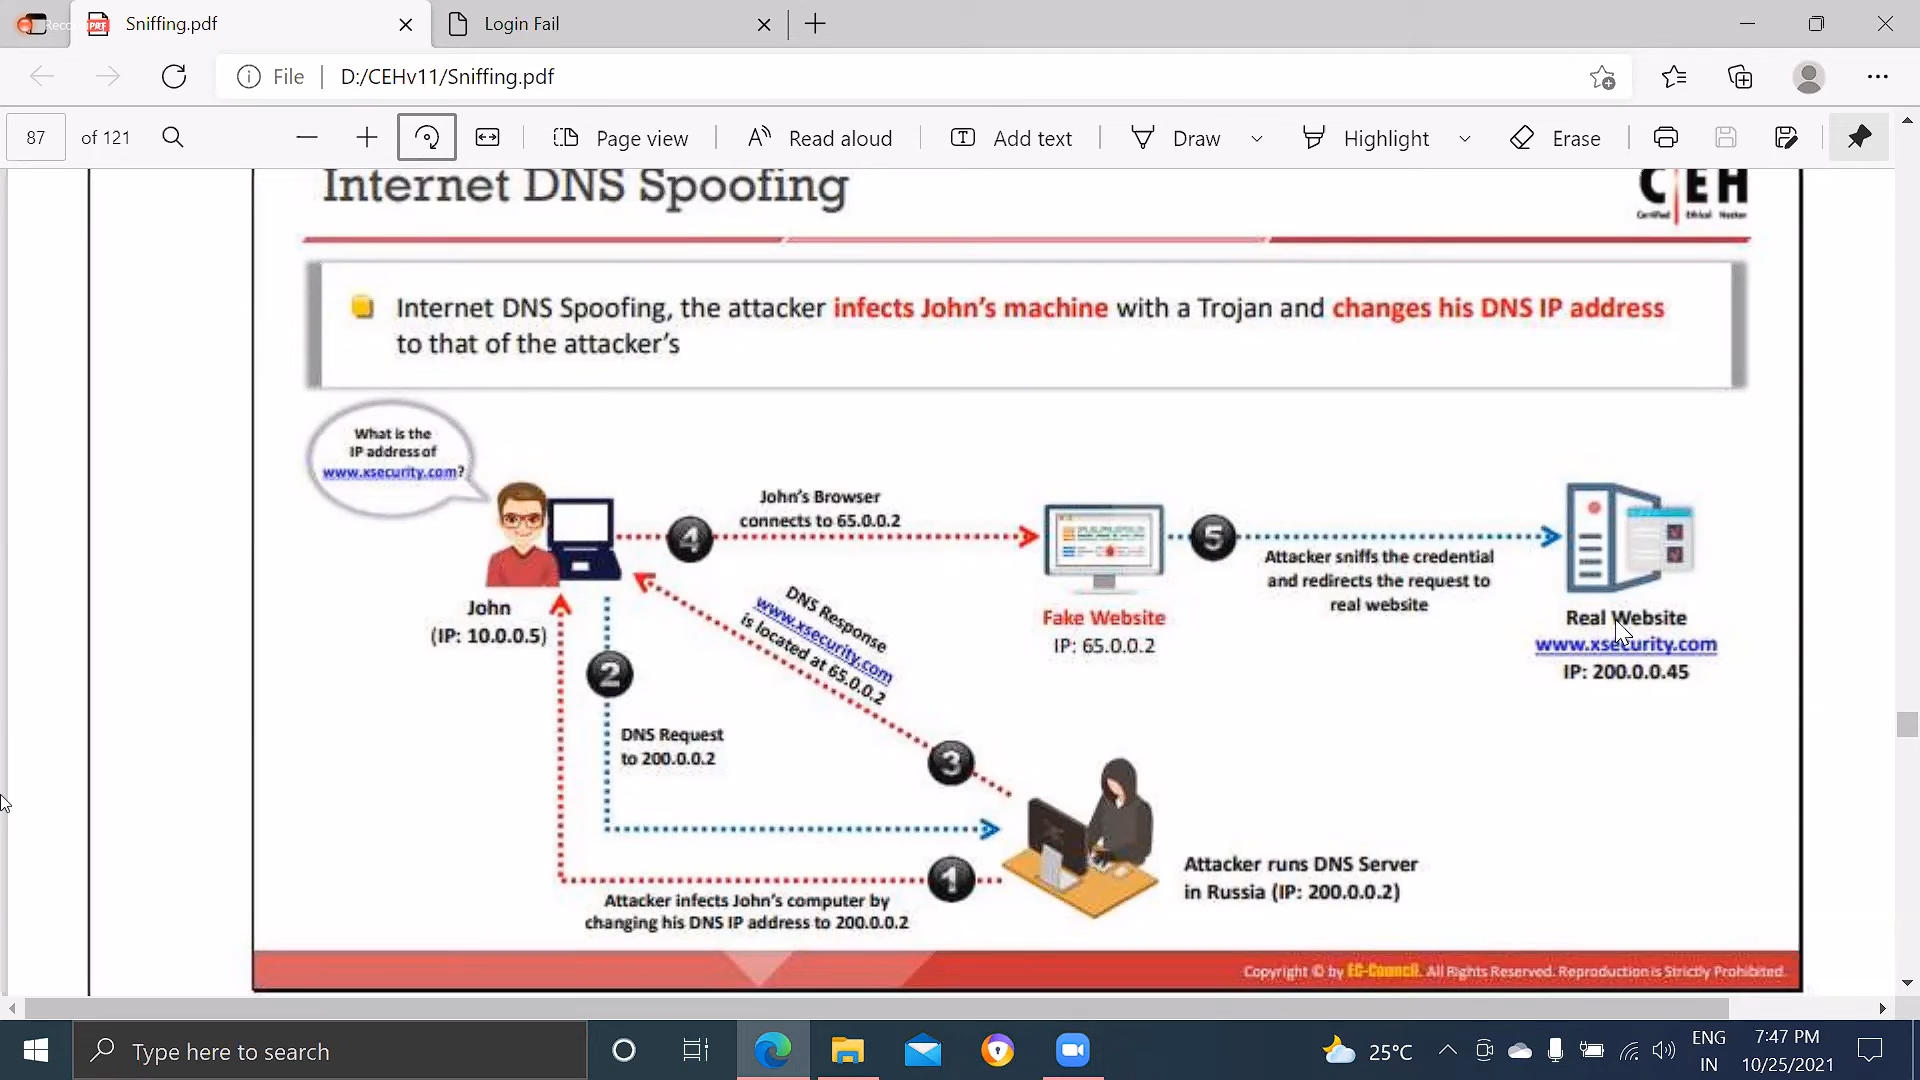 Sniffing.pdf
Login Fail
File
D:/CEHv11/Sniffing.pdf
87 of 121
Page view
Read aloud
Add text
Draw
Highlight
Erase
Internet DNS Spoofing
C|EH
Certified Ethical Hacker
Internet DNS Spoofing, the attacker infects John's machine with a Trojan and changes his DNS IP address
to that of the attacker's
What is the
IP address of
www.xsecurity.com?
John
(IP: 10.0.0.5)
4
John's Browser
connects to 65.0.0.2
Fake Website
IP: 65.0.0.2
5
Attacker sniffs the credential
and redirects the request to
real website
Real Website
www.xsecurity.com
IP: 200.0.0.45
2
DNS Request
to 200.0.0.2
DNS Response
www.xsecurity.com
is located at 65.0.0.2
3
1
Attacker infects John's computer by
changing his DNS IP address to 200.0.0.2
Attacker runs DNS Server
in Russia (IP: 200.0.0.2)
Copyright © by EC-Council. All Rights Reserved. Reproduction is Strictly Prohibited.
Type here to search
25°C
ENG
IN
7:47 PM
10/25/2021